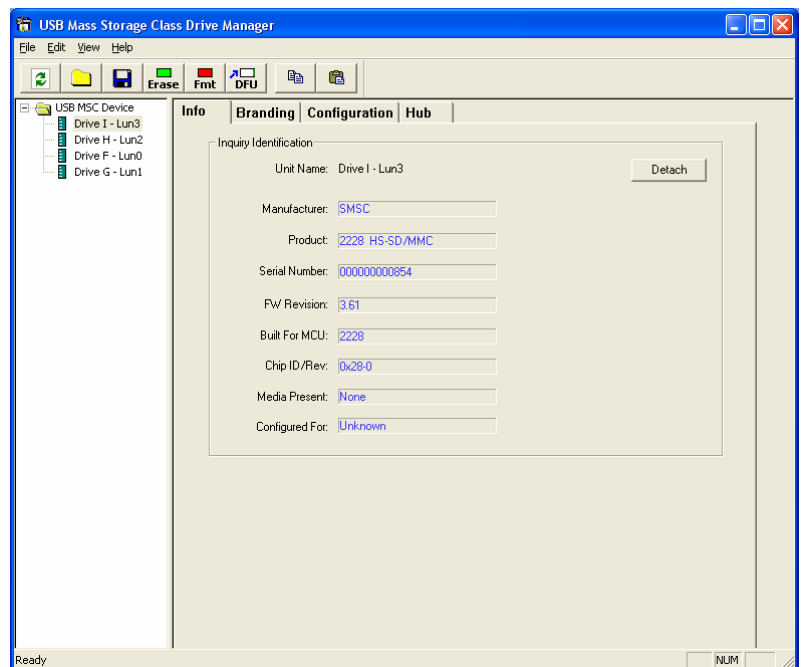 USB Mass Storage Class Drive Manager
File Edit View Help
Erase Fmt DFU
USB MSC Device
Drive I - Lun3
Drive H - Lun2
Drive F - Lun0
Drive G - Lun1
Info Branding Configuration Hub
Inquiry Identification
Unit Name: Drive I - Lun3
Detach
Manufacturer: SMSC
Product: 2228 HS-SD/MMC
Serial Number: 000000000854
FW Revision: 3.61
Built For MCU: 2228
Chip ID/Rev: 0x28-0
Media Present: None
Configured For: Unknown
Ready NUM